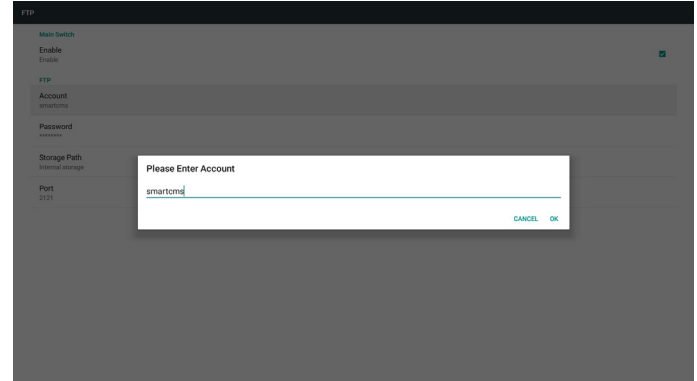 FTP
Main Switch
Enable
Enable
FTP
Account
smartcms
Password
********
Storage Path
Internal storage
Port
2121
Please Enter Account
smartcms
CANCEL OK